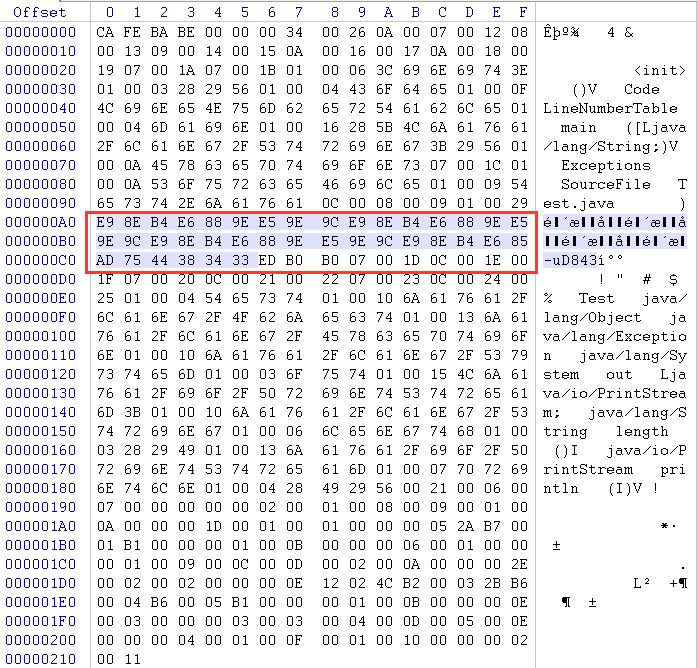 Offset 0 1 2 3 4 5 6 7 8 9 A B C D E F
00000000 CA FE BA BE 00 00 00 34 00 26 0A 00 07 00 12 08 Êþº¾ 4 &
00000010 00 13 09 00 14 00 15 0A 00 16 00 17 0A 00 18 00
00000020 19 07 00 1A 07 00 1B 01 00 06 3C 69 6E 69 74 3E <init>
00000030 01 00 03 28 29 56 01 00 04 43 6F 64 65 01 00 0F ()V Code
00000040 4C 69 6E 65 4E 75 6D 62 65 72 54 61 62 6C 65 01 LineNumberTable
00000050 00 04 6D 61 69 6E 01 00 16 28 5B 4C 6A 61 76 61 main ([Ljava
00000060 2F 6C 61 6E 67 2F 53 74 72 69 6E 67 3B 29 56 01 /lang/String;)V
00000070 00 0A 45 78 63 65 70 74 69 6F 6E 73 07 00 1C 01 Exceptions
00000080 00 0A 53 6F 75 72 63 65 46 69 6C 65 01 00 09 54 SourceFile T
00000090 65 73 74 2E 6A 61 76 61 0C 00 08 00 09 01 00 29 est.java )
000000A0 E9 8E B4 E6 88 9E E5 9E 9C E9 8E B4 E6 88 9E E5 é ´æ å é ´æ å
000000B0 9E 9C E9 8E B4 E6 88 9E E5 9E 9C E9 8E B4 E6 85 é ´æ å é ´æ
000000C0 AD 75 44 38 34 33 ED B0 B0 07 00 1D 0C 00 1E 00 -uD843í°°
000000D0 1F 07 00 20 0C 00 21 00 22 07 00 23 0C 00 24 00 ! " # $
000000E0 25 01 00 04 54 65 73 74 01 00 10 6A 61 76 61 2F % Test java/
000000F0 6C 61 6E 67 2F 4F 62 6A 65 63 74 01 00 13 6A 61 lang/Object ja
00000100 76 61 2F 6C 61 6E 67 2F 45 78 63 65 70 74 69 6F va/lang/Exceptio
00000110 6E 01 00 10 6A 61 76 61 2F 6C 61 6E 67 2F 53 79 n java/lang/Sy
00000120 73 74 65 6D 01 00 03 6F 75 74 01 00 15 4C 6A 61 stem out Lja
00000130 76 61 2F 69 6F 2F 50 72 69 6E 74 53 74 72 65 61 va/io/PrintStrea
00000140 6D 3B 01 00 10 6A 61 76 61 2F 6C 61 6E 67 2F 53 m; java/lang/S
00000150 74 72 69 6E 67 01 00 06 6C 65 6E 67 74 68 01 00 tring length
00000160 03 28 29 49 01 00 13 6A 61 76 61 2F 69 6F 2F 50 ()I java/io/P
00000170 72 69 6E 74 53 74 72 65 61 6D 01 00 07 70 72 69 rintStream pri
00000180 6E 74 6C 6E 01 00 04 28 49 29 56 00 21 00 06 00 ntln (I)V !
00000190 07 00 00 00 00 00 02 00 01 00 08 00 09 00 01 00
000001A0 0A 00 00 00 1D 00 01 00 01 00 00 00 05 2A B7 00 *·
000001B0 01 B1 00 00 00 01 00 0B 00 00 00 06 00 01 00 00 ±
000001C0 00 01 00 09 00 0C 00 0D 00 02 00 0A 00 00 00 2E .
000001D0 00 02 00 02 00 00 00 0E 12 02 4C B2 00 03 2B B6 L² +¶
000001E0 00 04 B6 00 05 B1 00 00 00 01 00 0B 00 00 00 0E ¶ ±
000001F0 00 03 00 00 00 03 00 03 00 04 00 0D 00 05 00 0E
00000200 00 00 00 04 00 01 00 0F 00 01 00 10 00 00 00 02
00000210 00 11